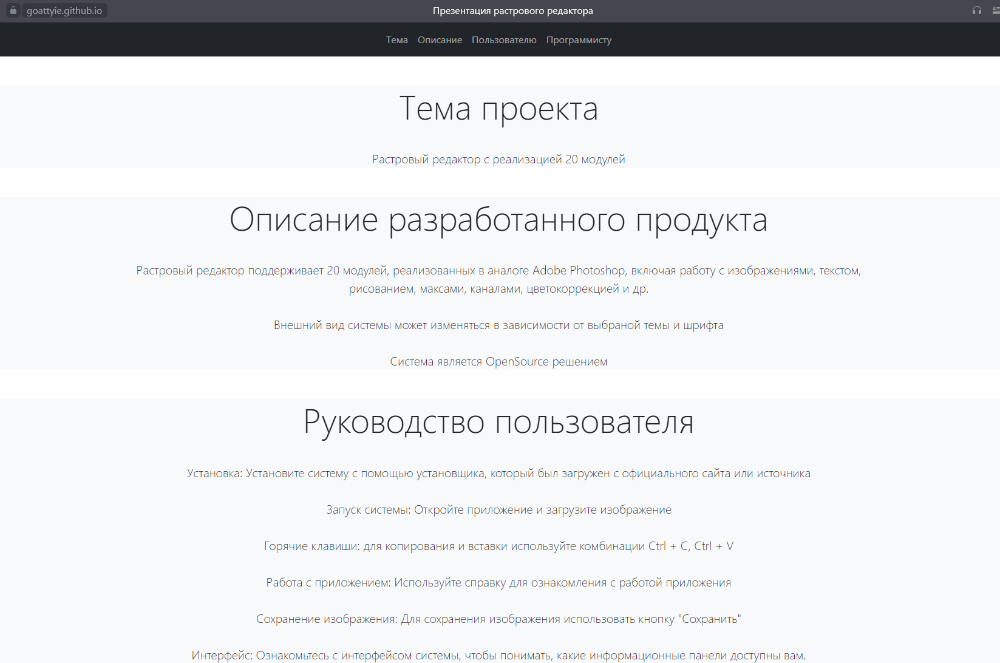 goattyie.github.io
Презентация растрового редактора
Тема Описание Пользователю Программисту
Тема проекта
Растровый редактор с реализацией 20 модулей
Описание разработанного продукта
Растровый редактор поддерживает 20 модулей, реализованных в аналоге Adobe Photoshop, включая работу с изображениями, текстом,
рисованием, максами, каналами, цветокоррекцией и др.
Внешний вид системы может изменяться в зависимости от выбраной темы и шрифта
Система является OpenSource решением
Руководство пользователя
Установка: Установите систему с помощью установщика, который был загружен с официального сайта или источника
Запуск системы: Откройте приложение и загрузите изображение
Горячие клавиши: для копирования и вставки используйте комбинации Ctrl + C, Ctrl + V
Работа с приложением: Используйте справку для ознакомления с работой приложения
Сохранение изображения: Для сохранения изображения использовать кнопку "Сохранить"
Интерфейс: Ознакомьтесь с интерфейсом системы, чтобы понимать, какие информационные панели доступны вам.